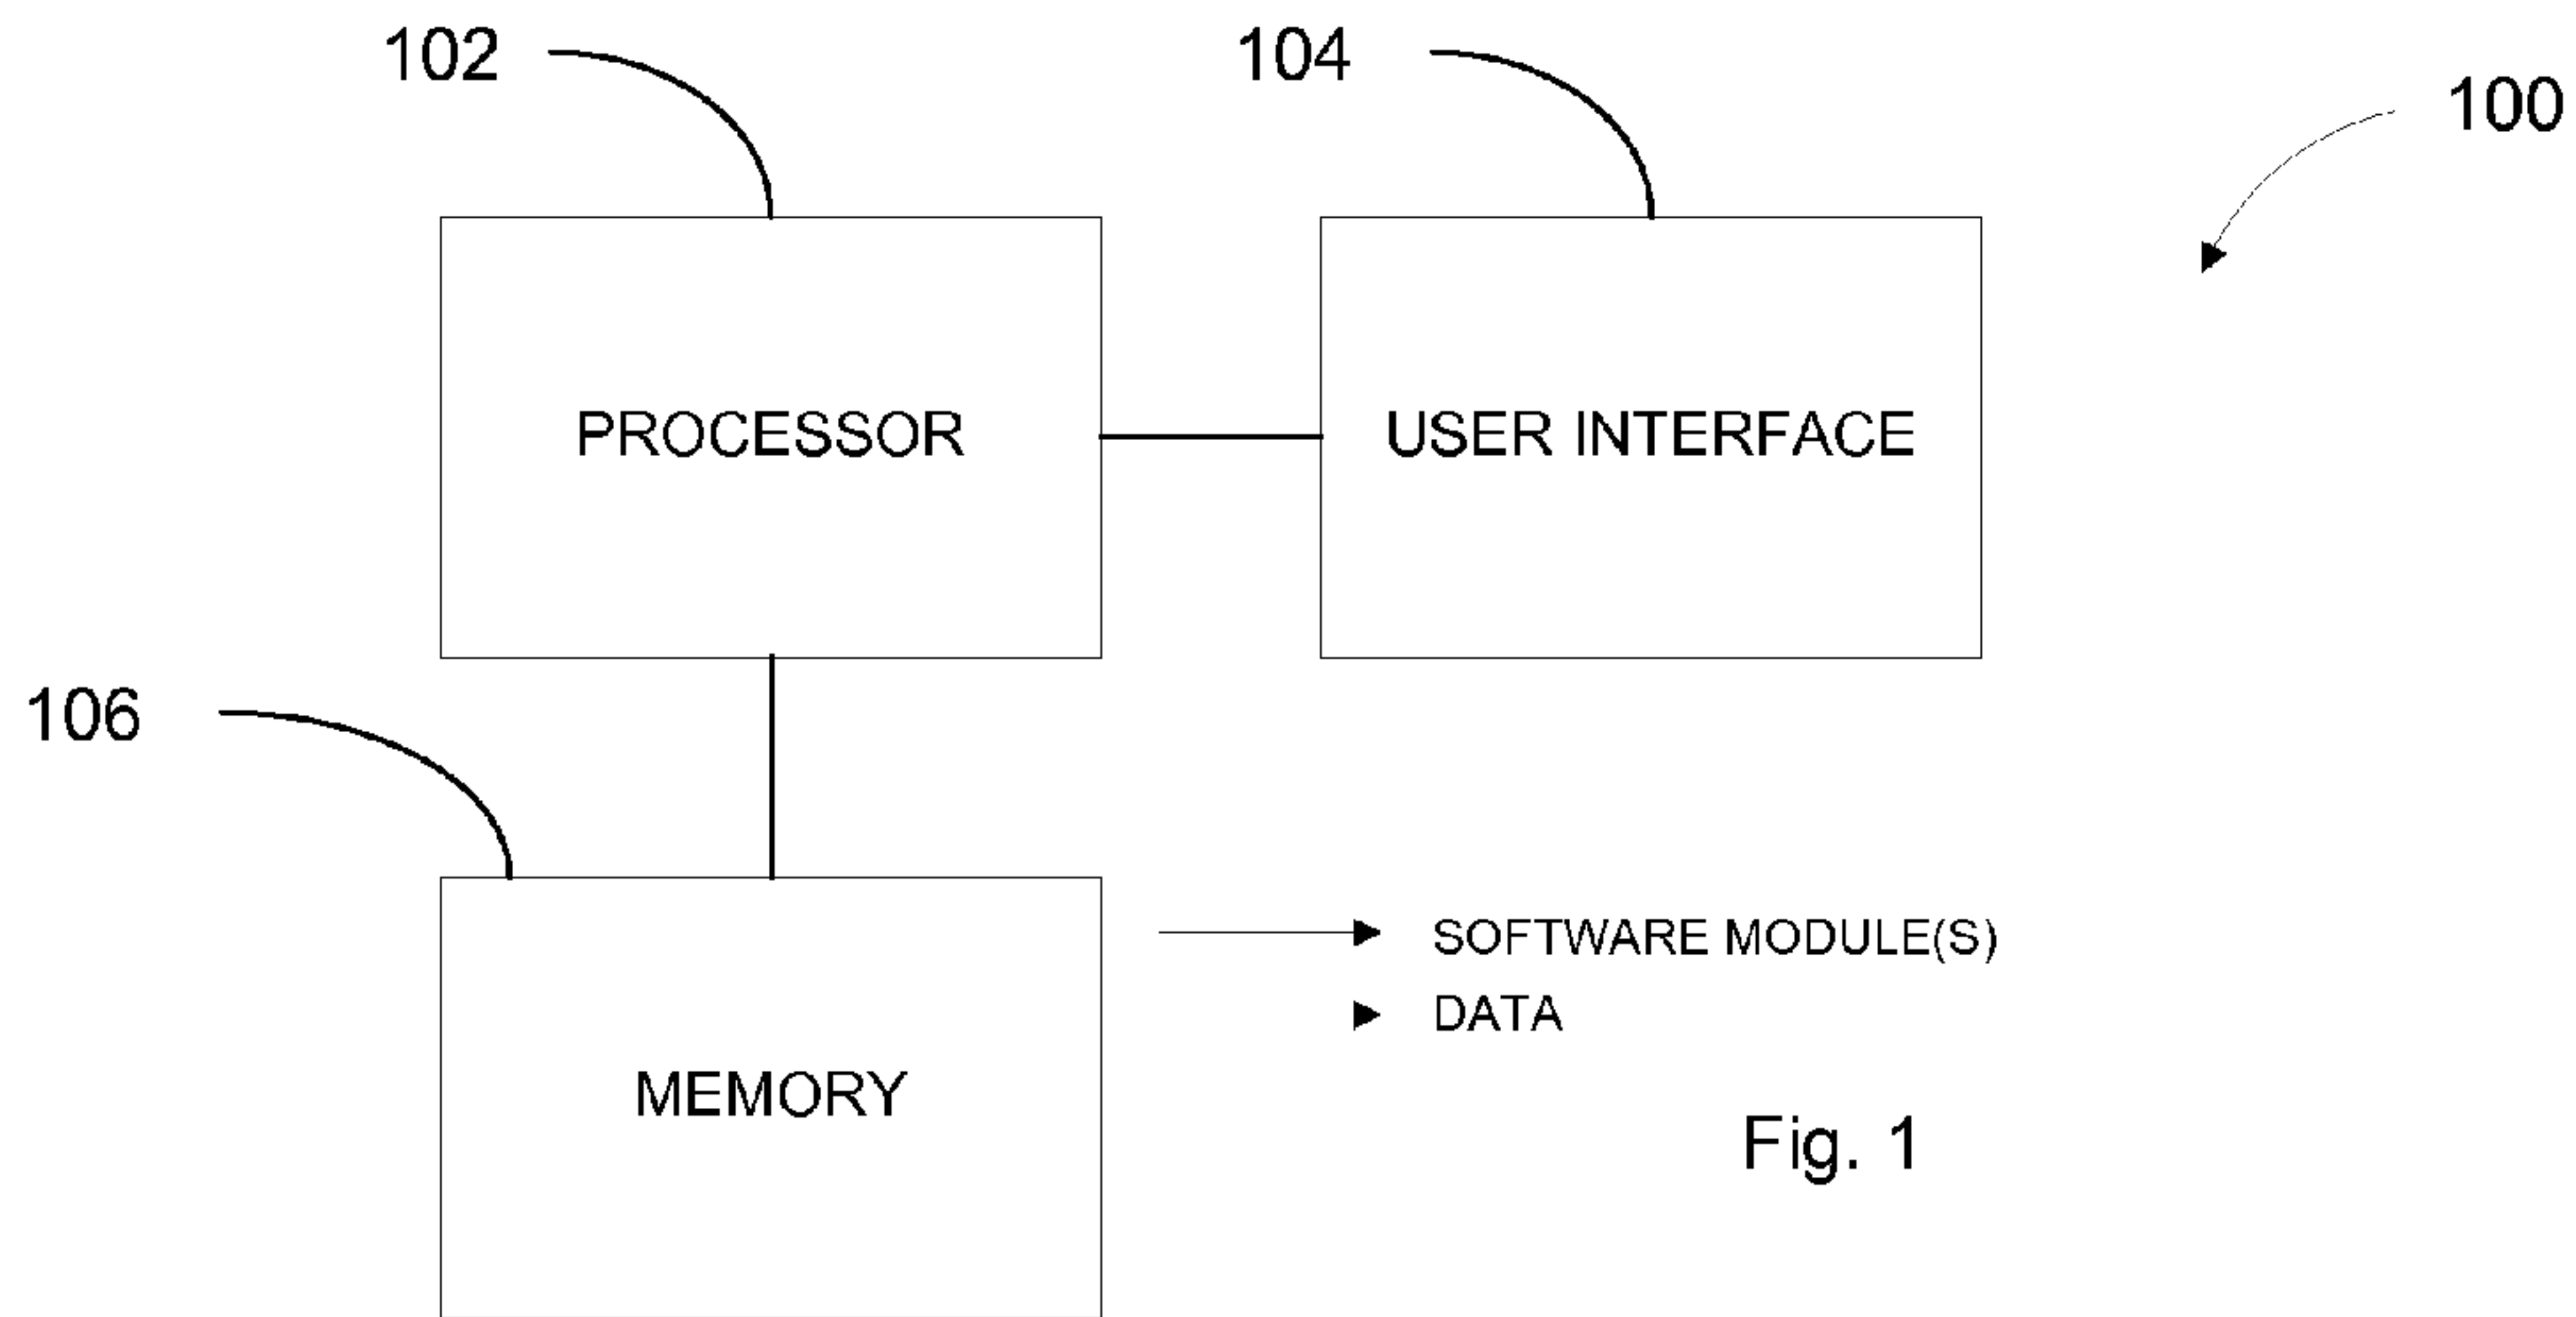 102
104
100
PROCESSOR
USER INTERFACE
106
SOFTWARE MODULE(S)
DATA
MEMORY
Fig. 1